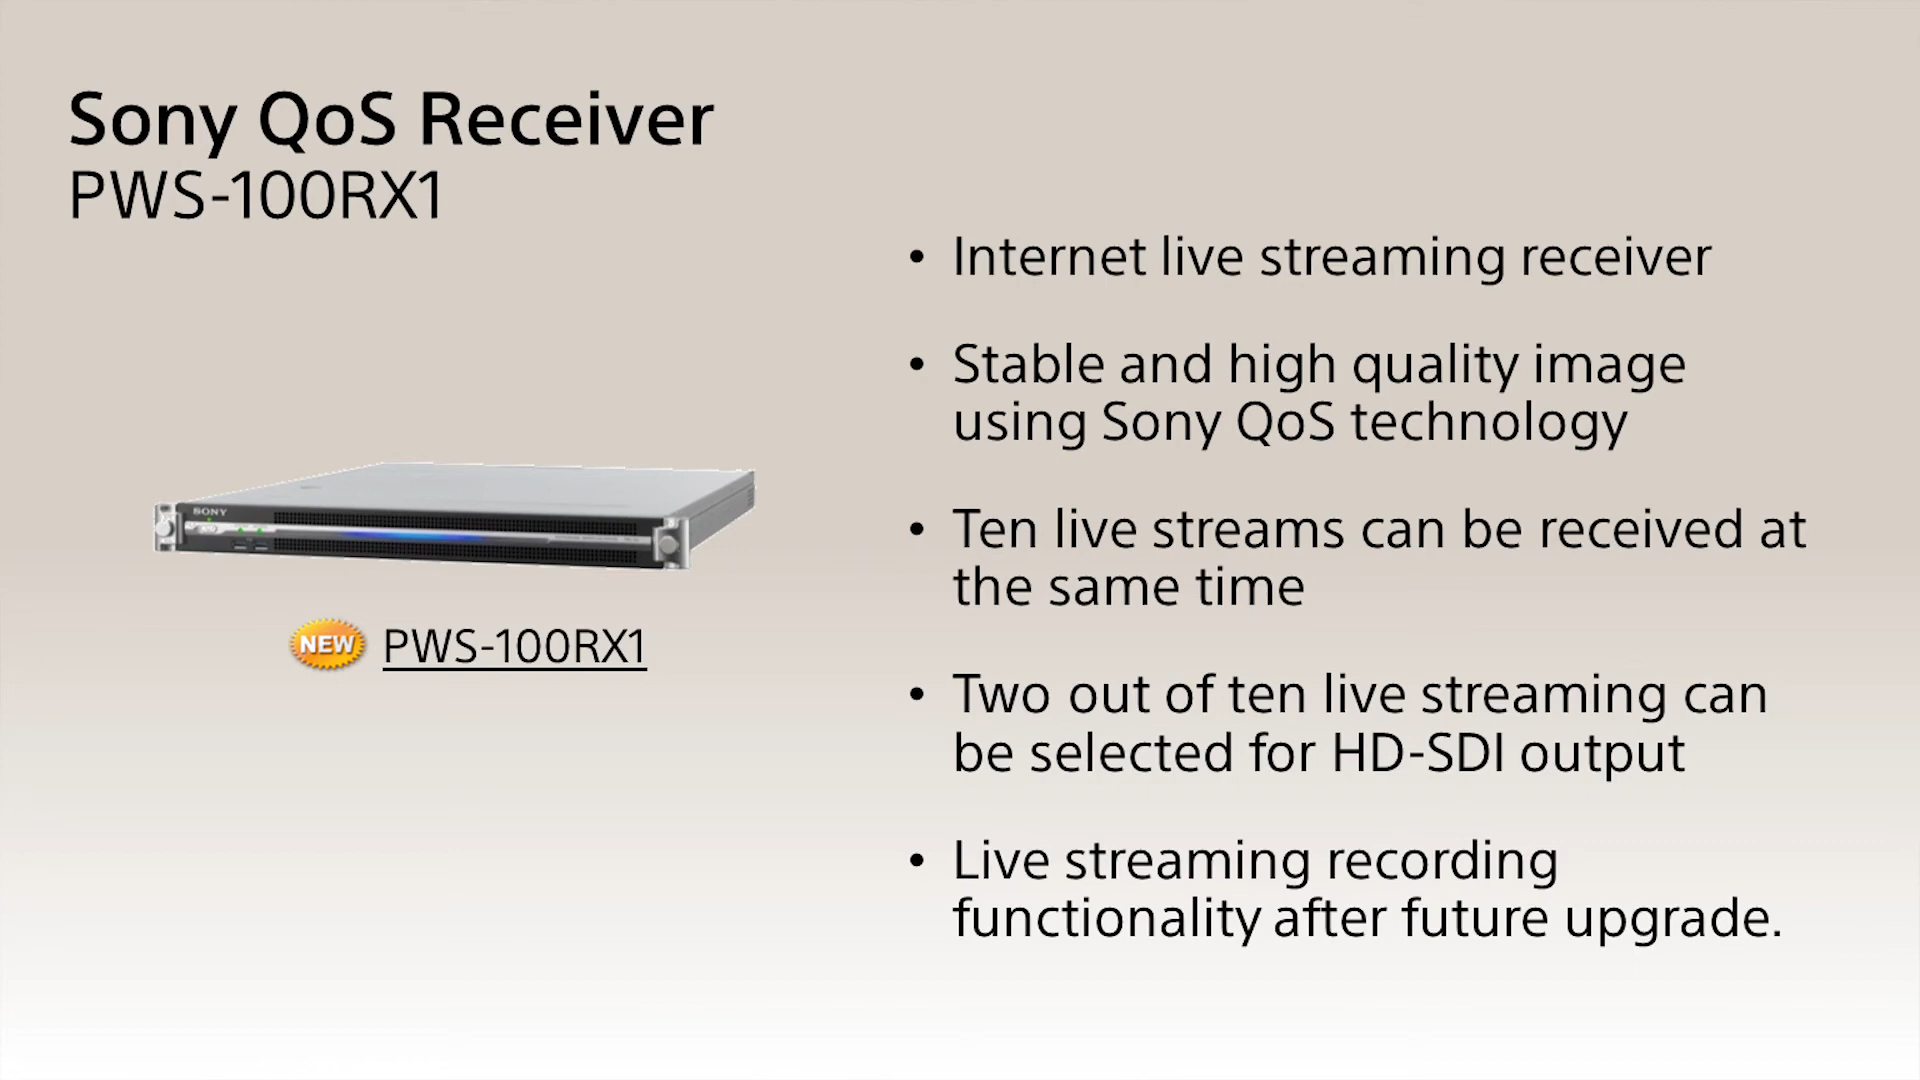 Sony QoS Receiver
PWS-100RX1
• Internet live streaming receiver
• Stable and high quality image
using Sony QoS technology
• Ten live streams can be received at
the same time
• Two out of ten live streaming can
be selected for HD-SDI output
• Live streaming recording
functionality after future upgrade.
SONY
NEW PWS-100RX1